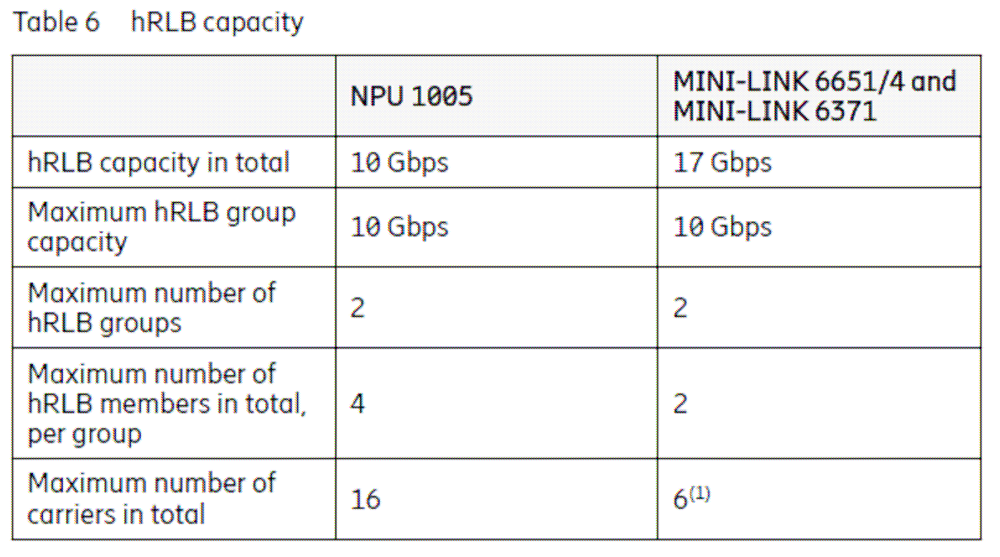 Table 6 hRLB capacity
NPU 1005
MINI-LINK 6651/4 and
MINI-LINK 6371
hRLB capacity in total
10 Gbps
17 Gbps
Maximum hRLB group
capacity
10 Gbps
10 Gbps
Maximum number of
hRLB groups
2
2
Maximum number of
hRLB members in total,
per group
4
2
Maximum number of
carriers in total
16
6(1)